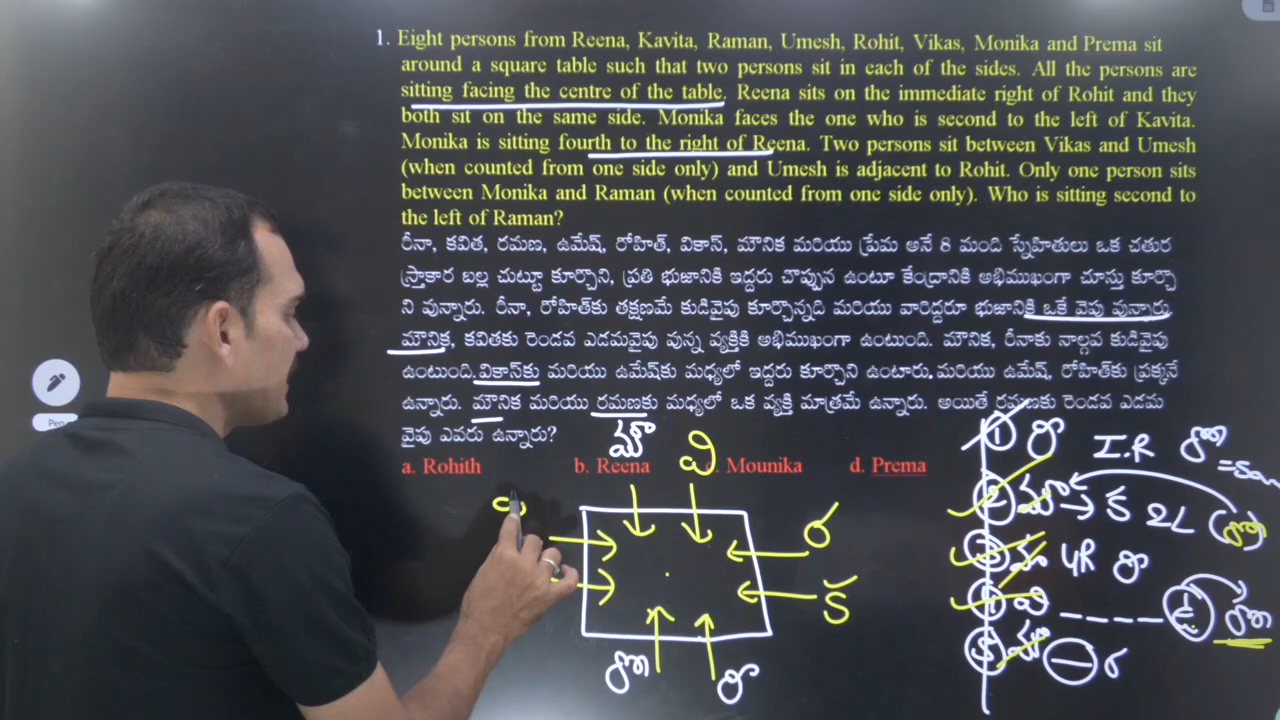 1. Eight persons from Reena, Kavita, Raman, Umesh, Rohit, Vikas, Monika and Prema sit
around a square table such that two persons sit in each of the sides. All the persons are
sitting facing the centre of the table. Reena sits on the immediate right of Rohit and they
both sit on the same side. Monika faces the one who is second to the left of Kavita.
Monika is sitting fourth to the right of Reena. Two persons sit between Vikas and Umesh
(when counted from one side only) and Umesh is adjacent to Rohit. Only one person sits
between Monika and Raman (when counted from one side only). Who is sitting second to
the left of Raman?
రీనా, కవిత, రమణ, ఉమేష్, రోహిత్, వికాస్, మౌనిక మరియు ప్రేమ అనే 8 మంది స్నేహితులు ఒక చతుర
స్రాకార బల్ల చుట్టూ కూర్చొని, ప్రతి భుజానికి ఇద్దరు చొప్పున ఉంటూ కేంద్రానికి అభిముఖంగా చూస్తు కూర్చొ
ని వున్నారు. రీనా, రోహిత్‌కు తక్షణమే కుడివైపు కూర్చొన్నది మరియు వారిద్దరూ భుజానికి ఒకే వెపు వున్నారు
మౌనిక, కవితకు రెండవ ఎడమవైపు వున్న వ్యక్తికి అభిముఖంగా ఉంటుంది. మౌనిక, రీనాకు నాల్గవ కుడివైపు
ఉంటుంది. వికాస్‌కు మరియు ఉమేష్‌కు మధ్యలో ఇద్దరు కూర్చొని ఉంటారు. మరియు ఉమేష్, రోహిత్‌కు ప్రక్కనే
ఉన్నారు. మౌనిక మరియు రమణకు మధ్యలో ఒక వ్యక్తి మాత్రమే ఉన్నారు. అయితే రమణకు రెండవ ఎడమ
వైపు ఎవరు ఉన్నారు?
a. Rohith b. Reena c. Mounika d. Prema
మౌ వి
ర
క
రో రీ
① రీ I.R రో
② మౌ → క 2L (రో)
③ మౌ 4R రీ
④ వి ------ రో
⑤ మౌ — ర